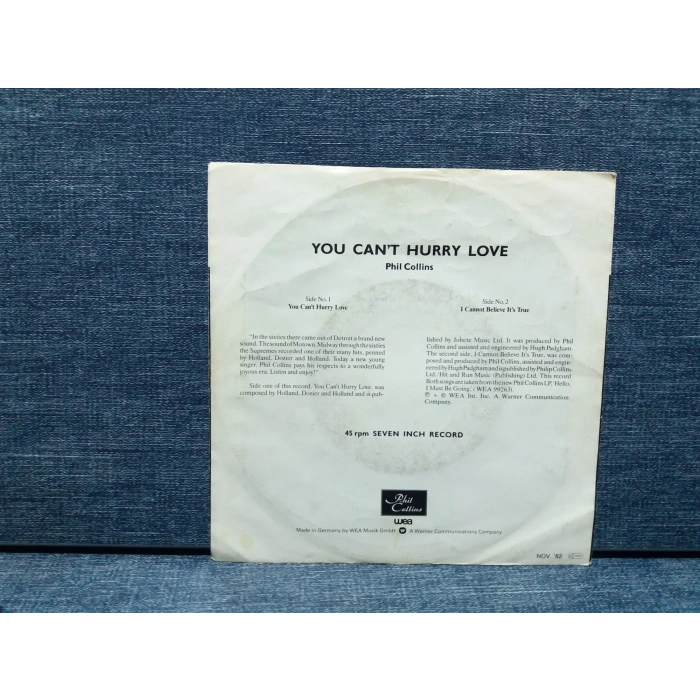 YOU CAN'T HURRY LOVE
Phil Collins
Side No. 1
You Can't Hurry Love
Side No. 2
I Cannot Believe It's True
"In the sixties there came out of Detroit a brand new
sound. The sound of Motown. Midway through the sixties
the Supremes recorded one of their many hits, penned
by Holland, Dozier and Holland. Today a new young
singer, Phil Collins pays his respects to a wonderfully
joyous era. Listen and enjoy!"
Side one of this record, You Can't Hurry Love, was
composed by Holland, Dozier and Holland and is pub-
lished by Jobete Music Ltd. It was produced by Phil
Collins and assisted and engineered by Hugh Padgham.
The second side, I Cannot Believe It's True, was com-
posed and produced by Phil Collins, assisted and engin-
eered by Hugh Padgham and is published by Philip Collins
Ltd./Hit and Run Music (Publishing) Ltd. This record
Both songs are taken from the new Phil Collins LP, 'Hello,
I Must Be Going,' ( WEA 99263).
℗ + © WEA Int. Inc. A Warner Communication
Company.
45 rpm SEVEN INCH RECORD
Phil
Collins
wea
Made in Germany by WEA Musik GmbH A Warner Communications Company
NOV. '82